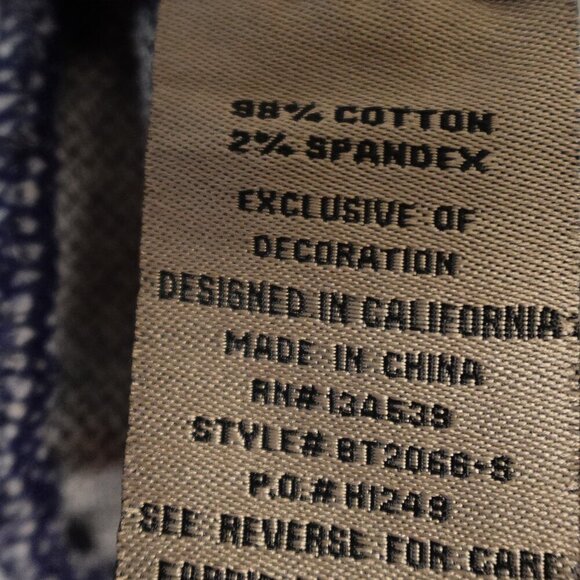 98% COTTON
2% SPANDEX
EXCLUSIVE OF
DECORATION
DESIGNED IN CALIFORNIA
MADE IN CHINA
RN# 134539
STYLE# BT2066-S
P.O.# H1249
SEE REVERSE FOR CARE